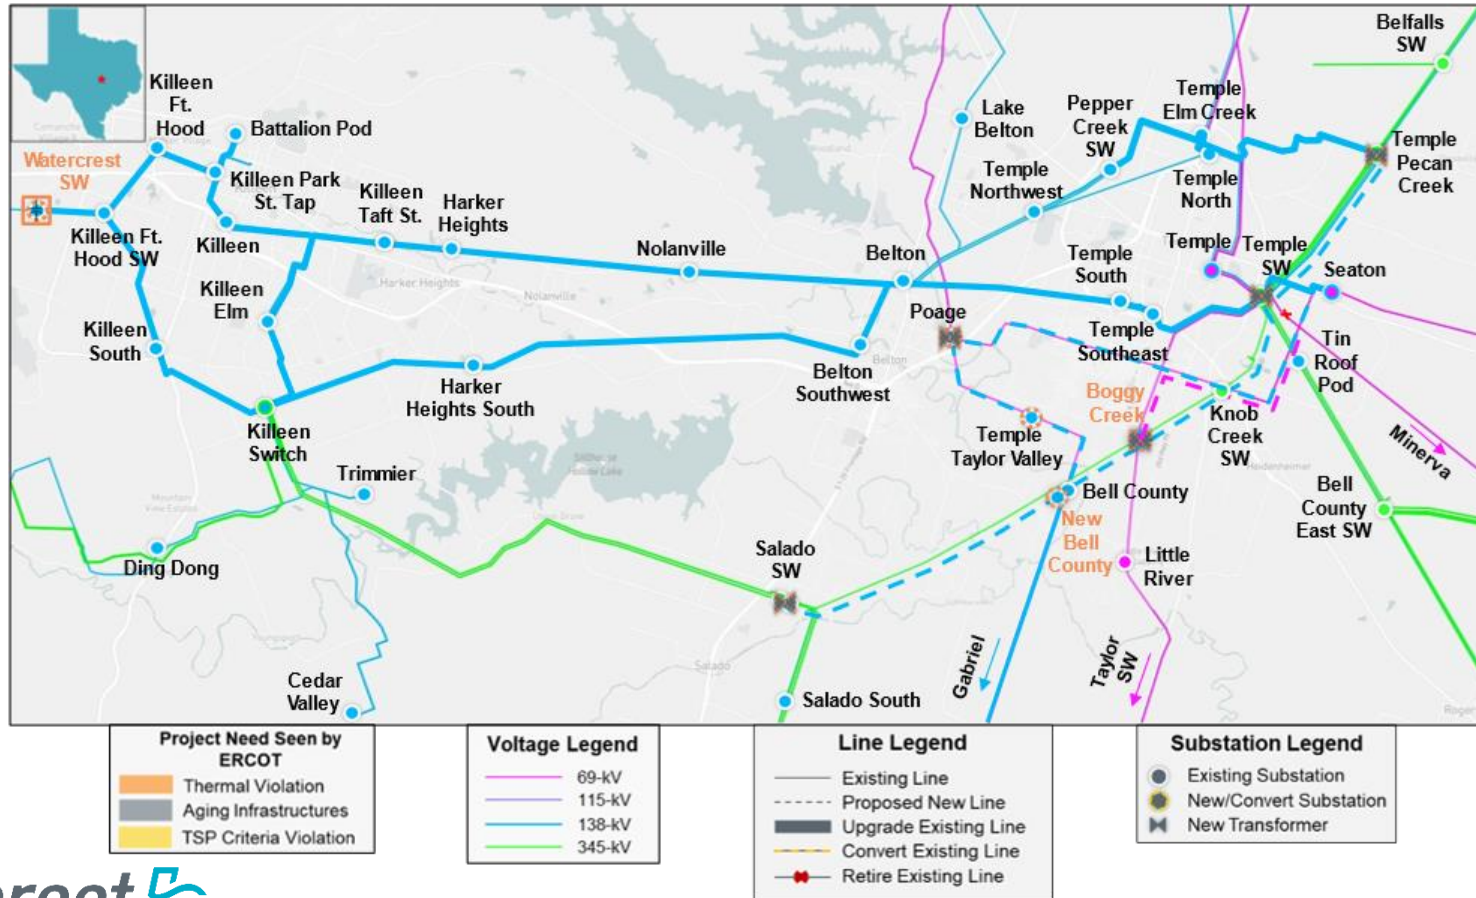 Belfalls
SW
Killeen
Ft.
Hood
Battalion Pod
Lake
Belton
Pepper
Creek
SW
Temple
Elm Creek
Temple
Pecan
Creek
Watercrest
SW
Killeen Park
St. Tap
Killeen
Taft St.
Harker
Heights
Temple
Northwest
Temple
North
Killeen Ft.
Hood SW
Killeen
Nolanville
Belton
Temple
South
Temple
Temple
SW
Seaton
Killeen
Elm
Harker Heights
Nolanville
Poage
Killeen
South
Temple
Southeast
Tin
Roof
Pod
Belton
Belton
Southwest
Harker
Heights South
Boggy
Creek
Knob
Creek
SW
Killeen
Switch
Temple
Taylor Valley
Minerva
Heidenheimer
Trimmier
Bell County
Bell
County
East SW
New
Bell
County
Ding Dong
Salado
SW
Little
River
Gabriel
Taylor
SW
Salado
Cedar
Valley
Salado South
Rogers
Project Need Seen by
ERCOT
Thermal Violation
Aging Infrastructures
TSP Criteria Violation
Voltage Legend
69-kV
115-kV
138-kV
345-kV
Line Legend
Existing Line
Proposed New Line
Upgrade Existing Line
Convert Existing Line
Retire Existing Line
Substation Legend
Existing Substation
New/Convert Substation
New Transformer